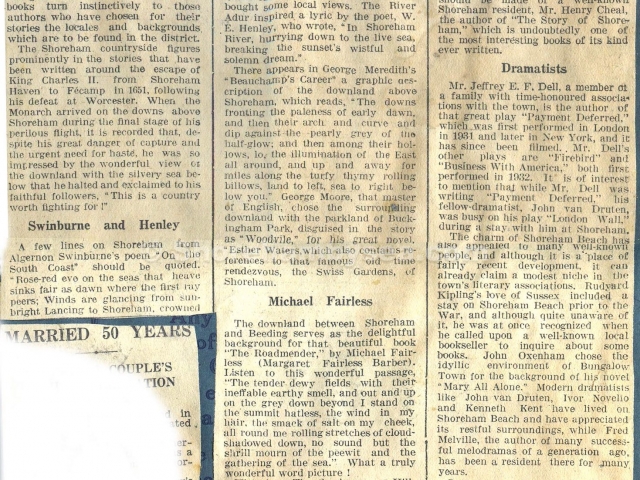 books turn instinctively to those
authors who have chosen for their
stories the locales and backgrounds
which are to be found in the district.
The Shoreham countryside figures
prominently in the stories that have
been written around the escape of
King Charles II. from Shoreham
Haven to Fécamp in 1651, following
his defeat at Worcester. When the
Monarch arrived on the downs above
Shoreham during the final stage of his
perilous flight, it is recorded that, des-
pite his great danger of capture and
the urgent need for haste, he was so
impressed by the wonderful view of
the downland with the silvery sea be-
low that he halted and exclaimed to his
faithful followers, "This is a country
worth fighting for!"
Swinburne and Henley
A few lines on Shoreham from
Algernon Swinburne's poem "On the
South Coast" should be quoted.
"Rose-red eve on the seas that heave
sinks fair as dawn where the first ray
peers; Winds are glancing from sun-
bright Lancing to Shoreham, crowned
MARRIED 50 YEARS
COUPLE'S
TION
bought some local views. The River
Adur inspired a lyric by the poet, W.
E. Henley, who wrote, "In Shoreham
River, hurrying down to the live sea,
breaking the sunset's wistful and
solemn dream."
There appears in George Meredith's
"Beauchamp's Career" a graphic des-
cription of the downland above
Shoreham, which reads, "The downs
fronting the paleness of early dawn,
and then their arch and curve and
dip against the pearly grey of the
half-glow; and then among their hol-
lows, lo, the illumination of the East
all around, and up and away for
miles along the turfy thymy rolling
billows, land to left, sea to right be-
low you." George Moore, that master
of English, chose the surrounding
downland with the parkland of Buck-
ingham Park, disguised in the story
as "Woodville," for his great novel,
"Esther Waters, which also contains re-
ferences to that famous old time
rendezvous, the Swiss Gardens, of
Shoreham.
Michael Fairless
The downland between Shoreham
and Beeding serves as the delightful
background for that beautiful book
"The Roadmender," by Michael Fair-
less (Margaret Fairless Barber).
Listen to this wonderful passage,
"The tender dewy fields with their
ineffable earthy smell, and out and up
on the grey down beyond I stand on
the summit hatless, the wind in my
hair, the smack of salt on my cheek,
all round me rolling stretches of cloud-
shadowed down, no sound but the
shrill mourn of the peewit and the
gathering of the sea." What a truly
wonderful word picture!
should be made of a well-known
Shoreham resident, Mr. Henry Cheal,
the author of "The Story of Shore-
ham," which is undoubtedly one of
the most interesting books of its kind
ever written.
Dramatists
Mr. Jeffrey E. F. Dell, a member of
a family with time-honoured associa-
tions with the town, is the author of
that great play "Payment Deferred,"
which was first performed in London
in 1931 and later in New York, and it
has since been filmed. Mr. Dell's
other plays are "Firebird" and
"Business With America," both first
performed in 1932. It is of interest
to mention that while Mr. Dell was
writing "Payment Deferred," his
fellow-dramatist, John van Druten,
was busy on his play "London Wall,"
during a stay with him at Shoreham.
The charm of Shoreham Beach has
also appealed to many well-known
people, and although it is a place of
fairly recent development, it can
already claim a modest niche in the
town's literary associations. Rudyard
Kipling's love of Sussex included a
stay on Shoreham Beach prior to the
War, and although quite unaware of
it, he was at once recognized when
he called upon a well-known local
bookseller to inquire about some
books. John Oxenham chose the
idyllic environment of Bungalow
Town for the background of his novel
"Mary All Alone." Modern dramatists
like John van Druten, Ivor Novello
and Kenneth Kent have lived on
Shoreham Beach and have appreciated
its restful surroundings, while Fred
Melville, the author of many success-
ful melodramas of a generation ago,
has been a resident there for many
years.